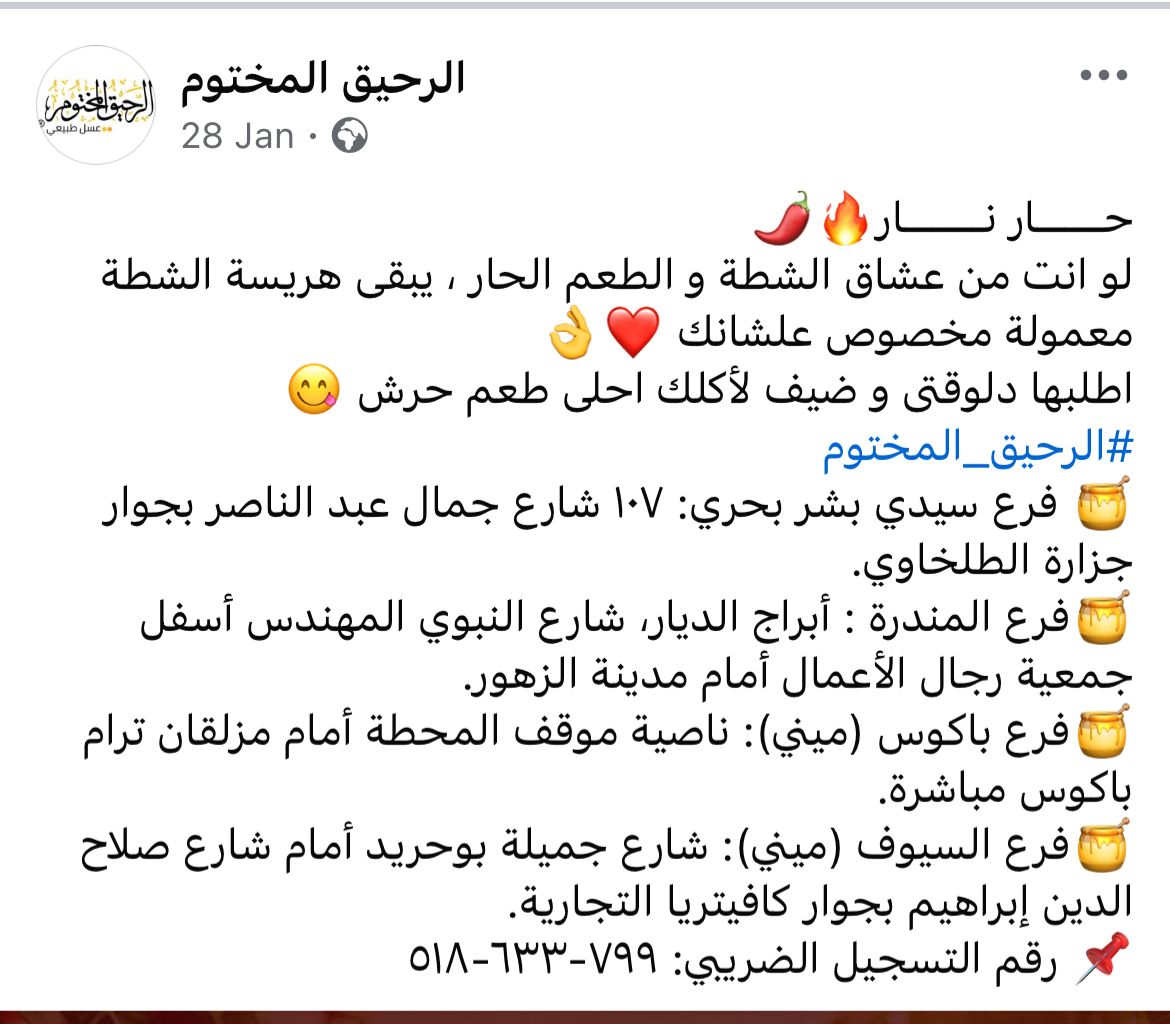 الرحيق المختوم
عسل طبيعي
الرحيق المختوم
28 Jan ·
حـــــار نـــــار🔥🌶️
لو انت من عشاق الشطة و الطعم الحار ، يبقى هريسة الشطة
معمولة مخصوص علشانك ❤️👌
اطلبها دلوقتى و ضيف لأكلك احلى طعم حرش 😋
#الرحيق_المختوم
🍯 فرع سيدي بشر بحري: ١٠٧ شارع جمال عبد الناصر بجوار
جزارة الطلخاوي.
🍯فرع المندرة : أبراج الديار، شارع النبوي المهندس أسفل
جمعية رجال الأعمال أمام مدينة الزهور.
🍯فرع باكوس (ميني): ناصية موقف المحطة أمام مزلقان ترام
باكوس مباشرة.
🍯فرع السيوف (ميني): شارع جميلة بوحريد أمام شارع صلاح
الدين إبراهيم بجوار كافيتريا التجارية.
📌 رقم التسجيل الضريبي: ٧٩٩-٦٣٣-٥١٨